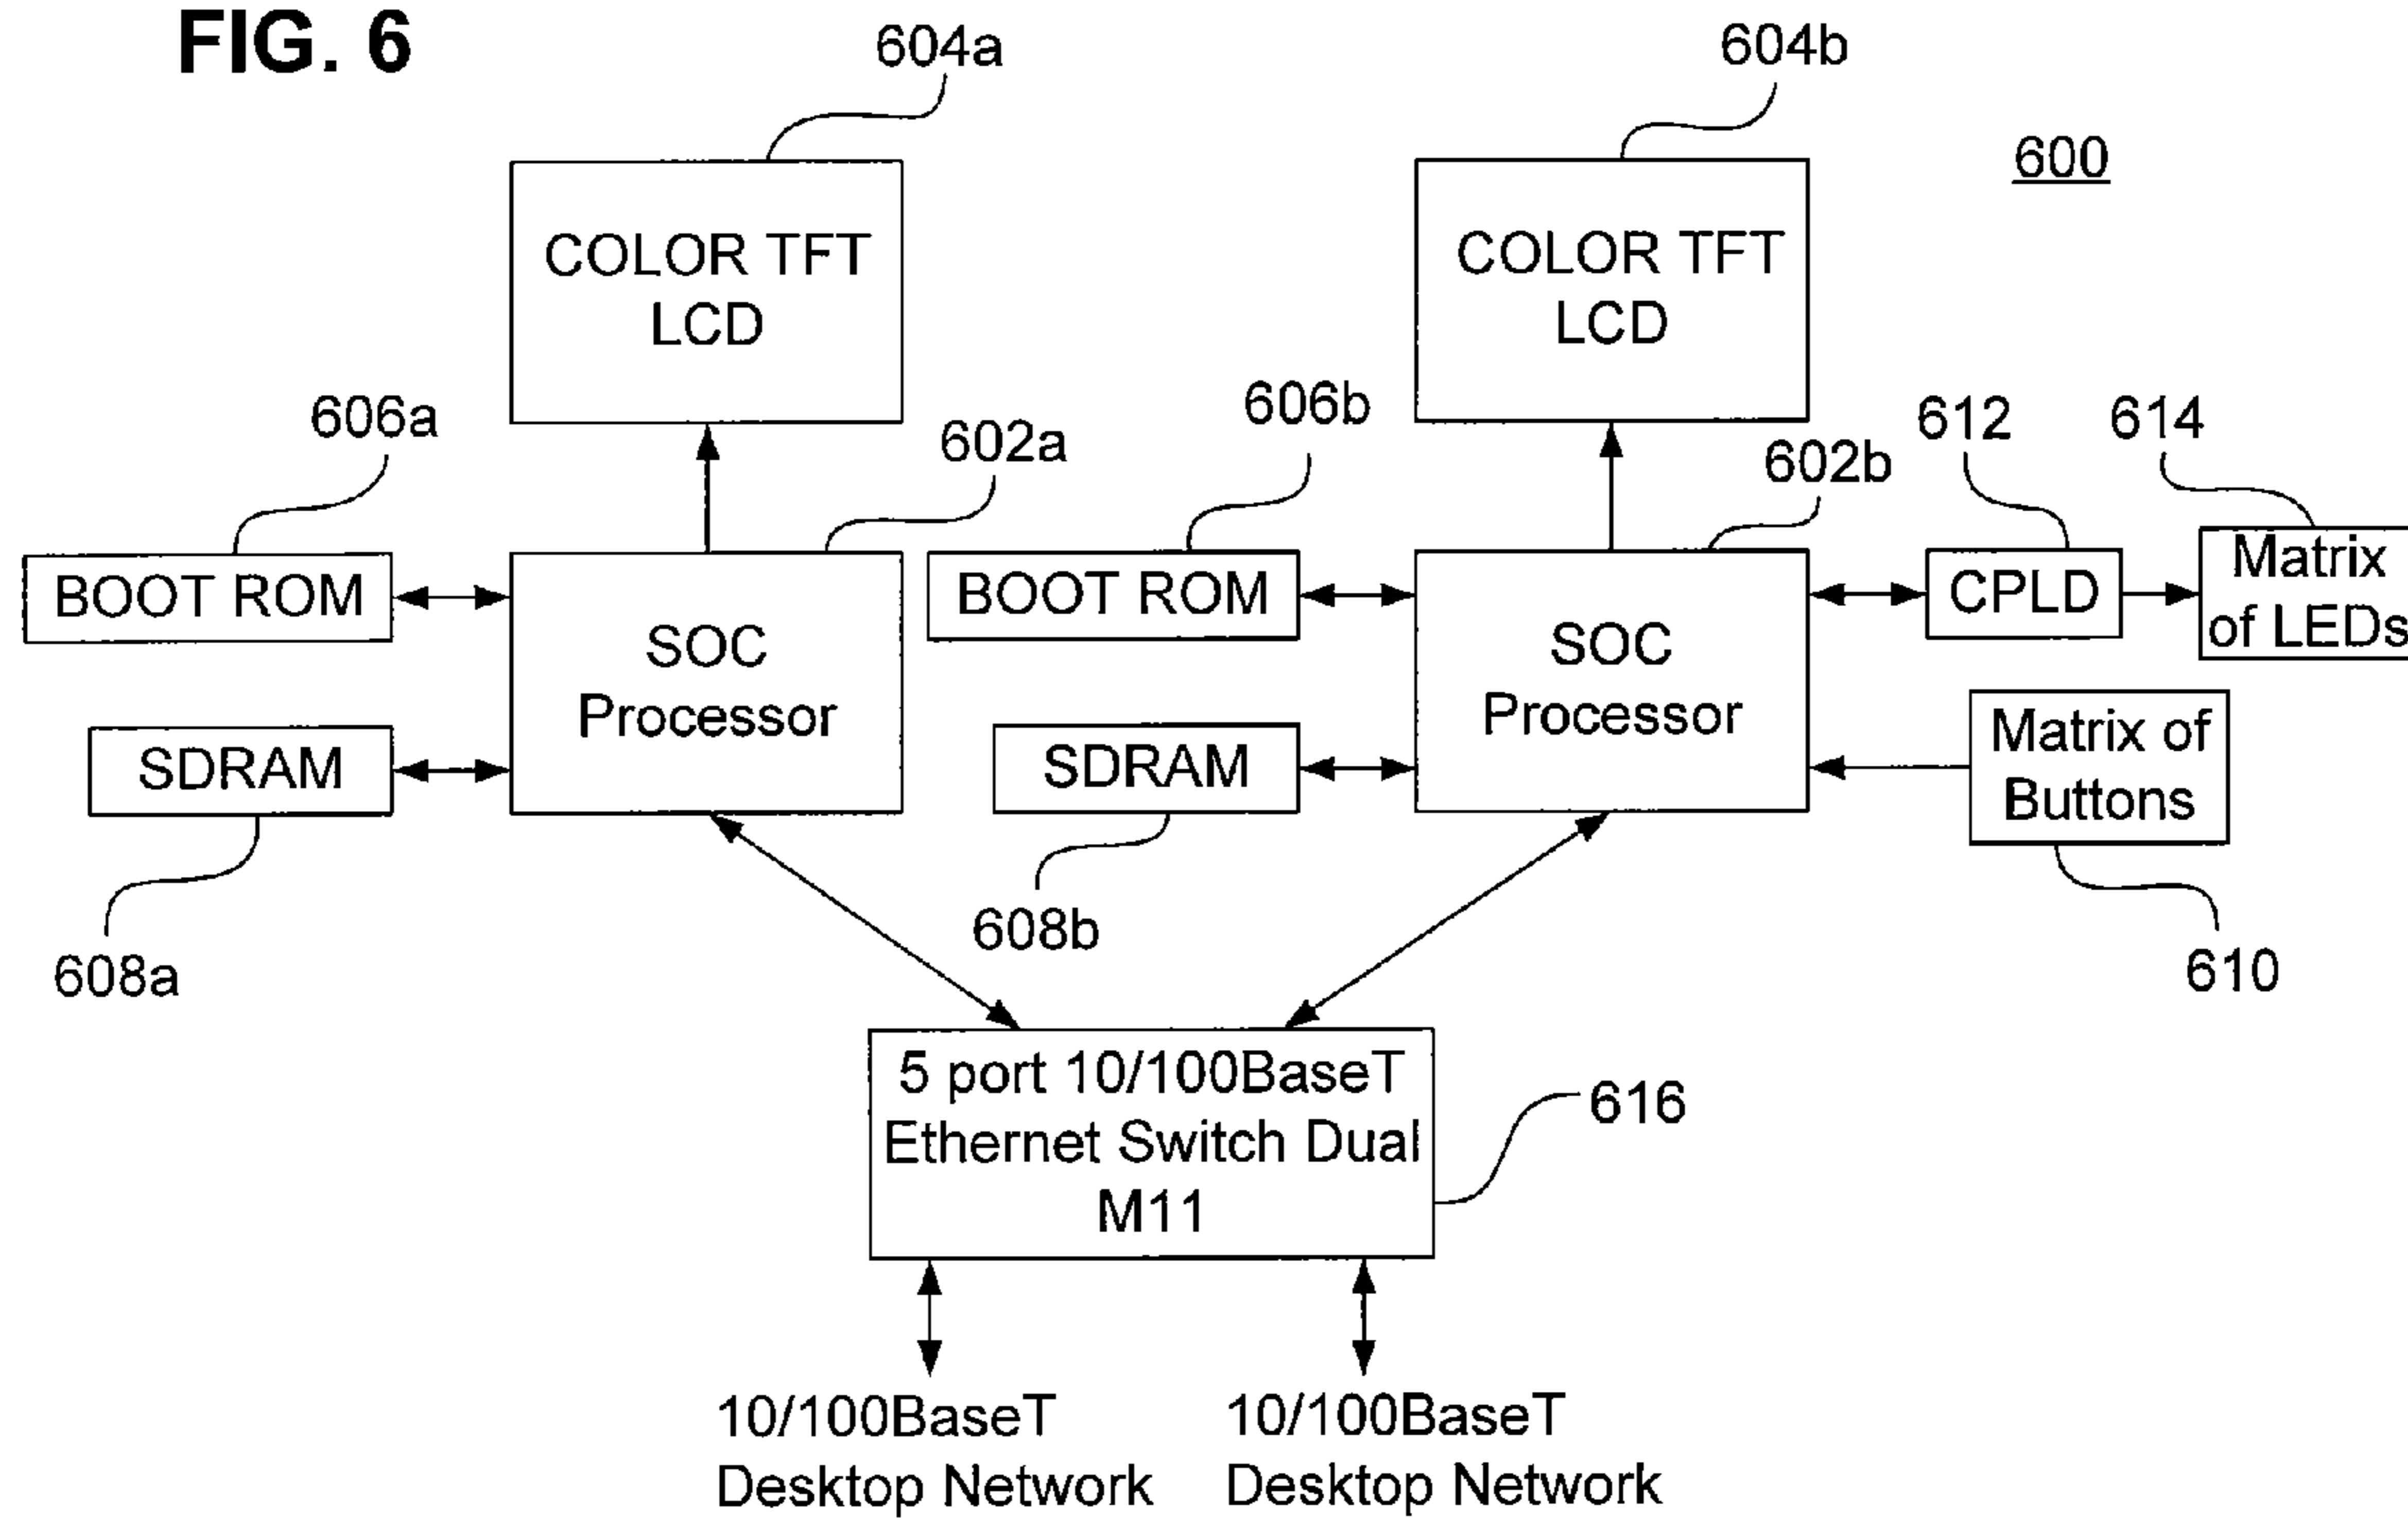 FIG. 6
604a
604b
600
COLOR TFT
LCD
COLOR TFT
LCD
606a
602a
606b
602b
612
614
BOOT ROM
SOC
Processor
BOOT ROM
SOC
Processor
CPLD
Matrix
of LEDs
SDRAM
SDRAM
Matrix of
Buttons
608a
608b
610
5 port 10/100BaseT
Ethernet Switch Dual
M11
616
10/100BaseT
Desktop Network
10/100BaseT
Desktop Network